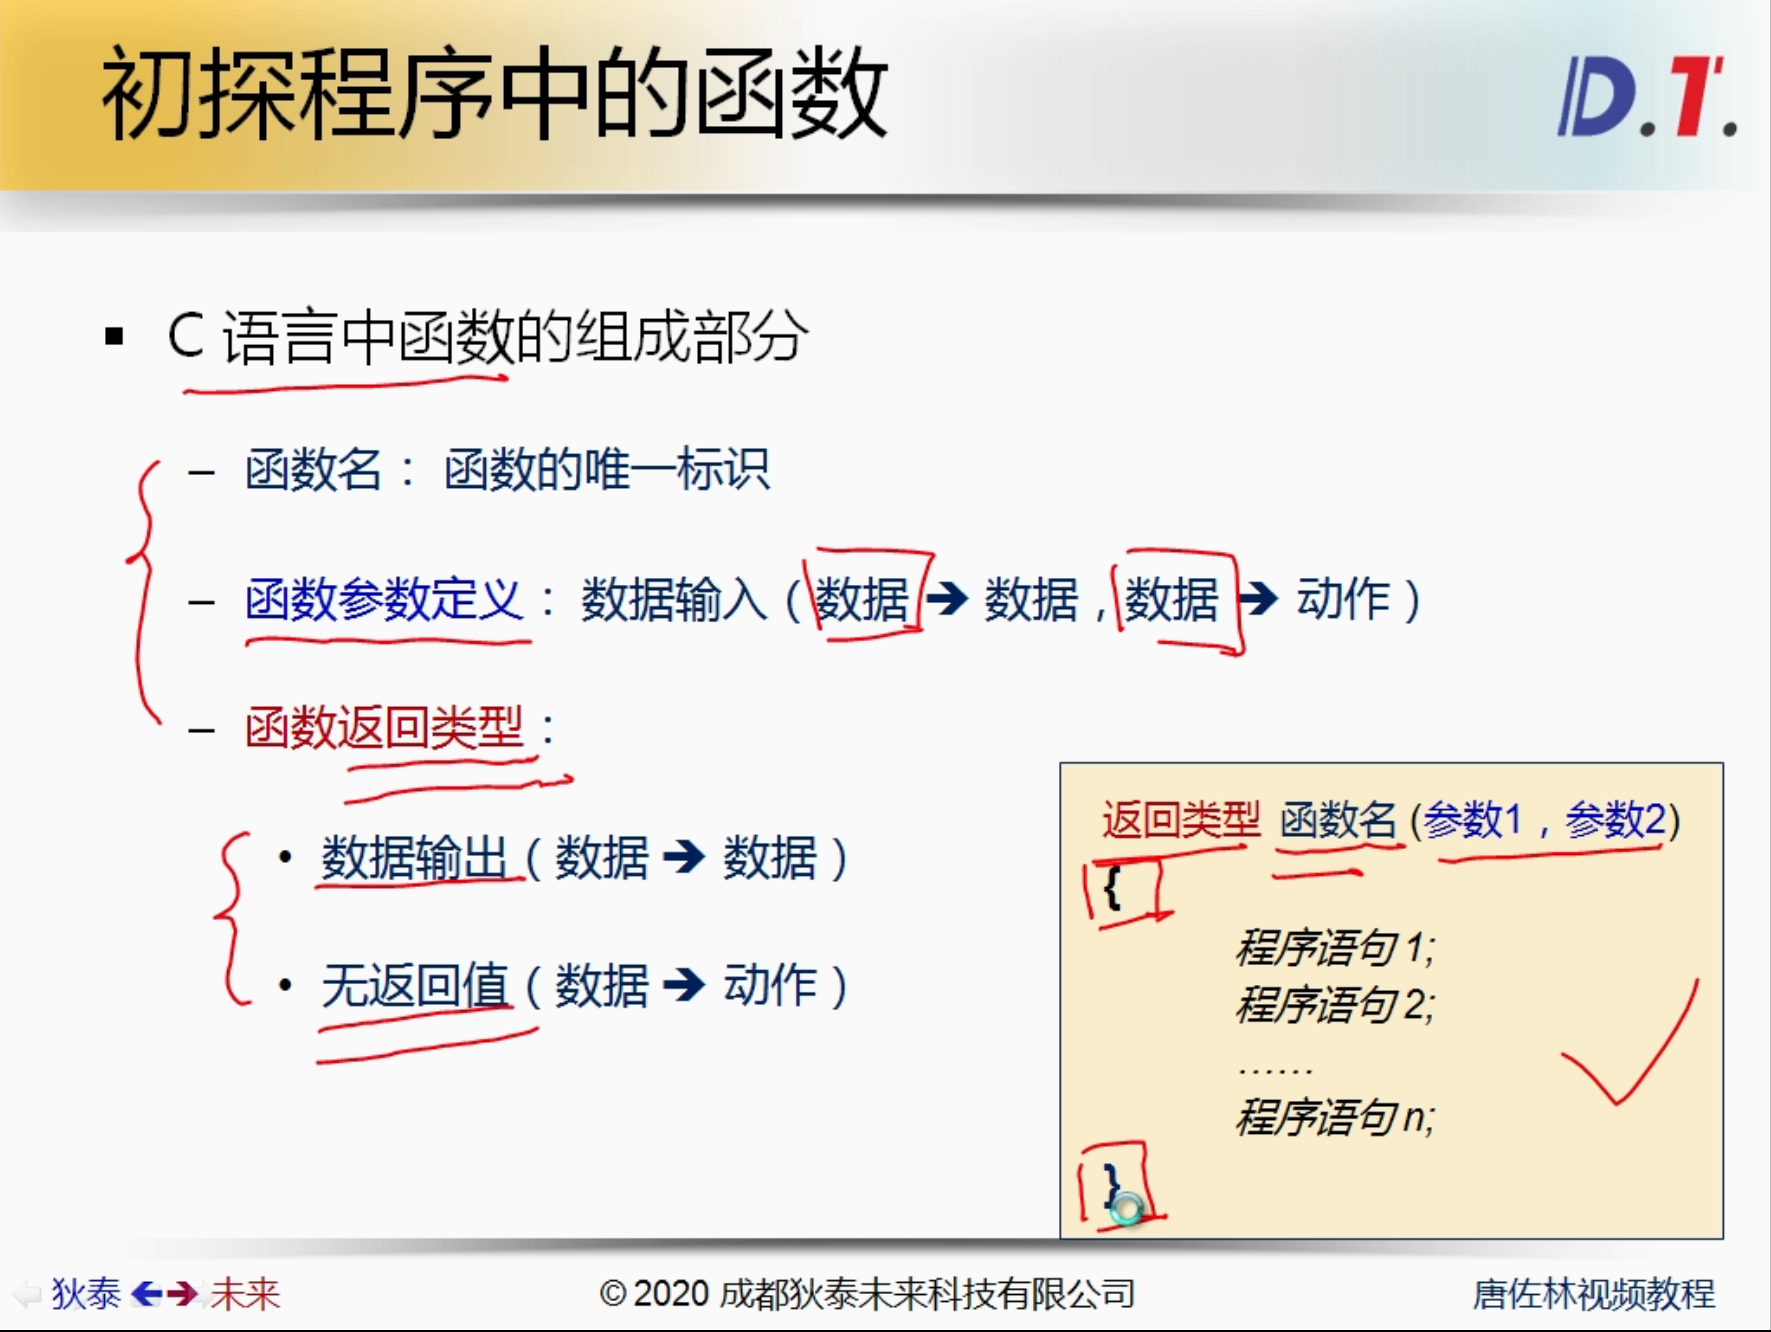 初探程序中的函数
D.T.
▪ C 语言中函数的组成部分
– 函数名： 函数的唯一标识
– 函数参数定义： 数据输入（数据 ➔ 数据，数据 ➔ 动作）
– 函数返回类型：
• 数据输出（数据 ➔ 数据）
• 无返回值（数据 ➔ 动作）
返回类型 函数名 (参数1，参数2)
{
程序语句 1;
程序语句 2;
……
程序语句 n;
}
狄泰 🡸🡺 未来
© 2020 成都狄泰未来科技有限公司
唐佐林视频教程